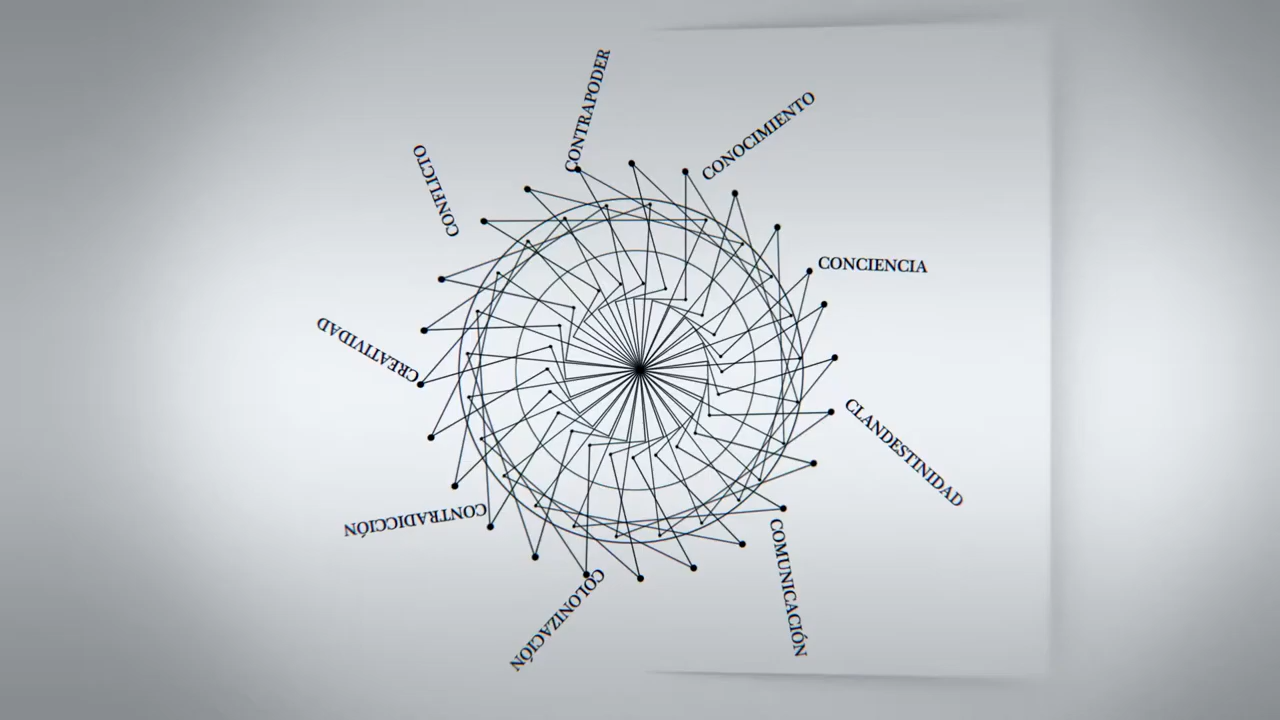 CONTRAPODER
CONOCIMIENTO
CONCIENCIA
CLANDESTINIDAD
COMUNICACIÓN
COLONIZACIÓN
CONTRADICCIÓN
CREATIVIDAD
CONFLICTO